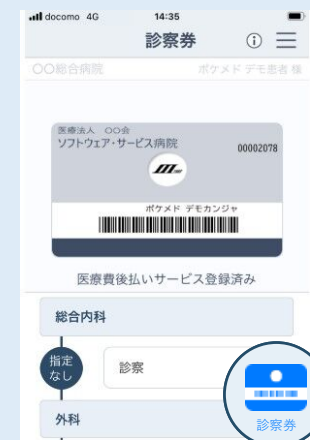 docomo 4G 14:35
診察券
〇〇総合病院 ポケメド デモ患者 様
医療法人 〇〇会
ソフトウェア・サービス病院
00002078
ポケメド デモカンジャ
医療費後払いサービス登録済み
総合内科
指定
なし
診察
診察券
外科